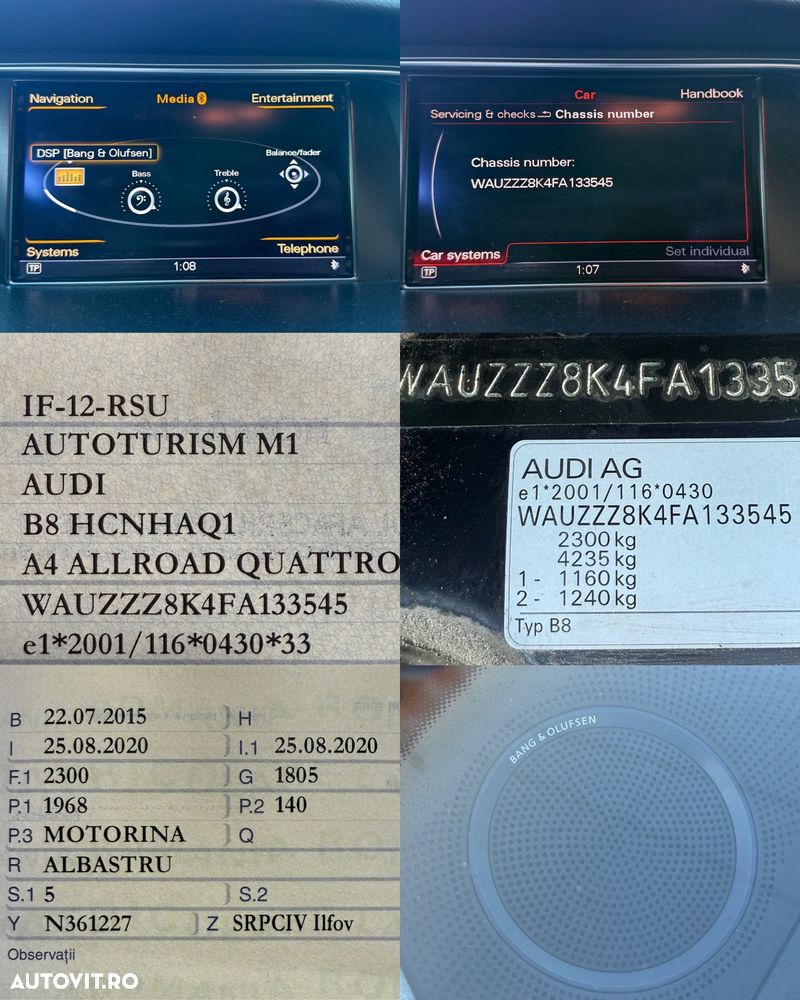 Navigation Media Entertainment
DSP [Bang & Olufsen]
Bass Treble Balance/fader
Systems Telephone
TP 1:08
Car Handbook
Servicing & checks Chassis number
Chassis number:
WAUZZZ8K4FA133545
Car systems Set individual
TP 1:07
IF-12-RSU
AUTOTURISM M1
AUDI
B8 HCNHAQ1
A4 ALLROAD QUATTRO
WAUZZZ8K4FA133545
e1*2001/116*0430*33
WAUZZZ8K4FA1335
AUDI AG
e1*2001/116*0430
WAUZZZ8K4FA133545
2300 kg
4235 kg
1 - 1160 kg
2 - 1240 kg
Typ B8
B 22.07.2015 H
I 25.08.2020 I.1 25.08.2020
F.1 2300 G 1805
P.1 1968 P.2 140
P.3 MOTORINA Q
R ALBASTRU
S.1 5 S.2
Y N361227 Z SRPCIV Ilfov
Observații
BANG & OLUFSEN
AUTOVIT.RO